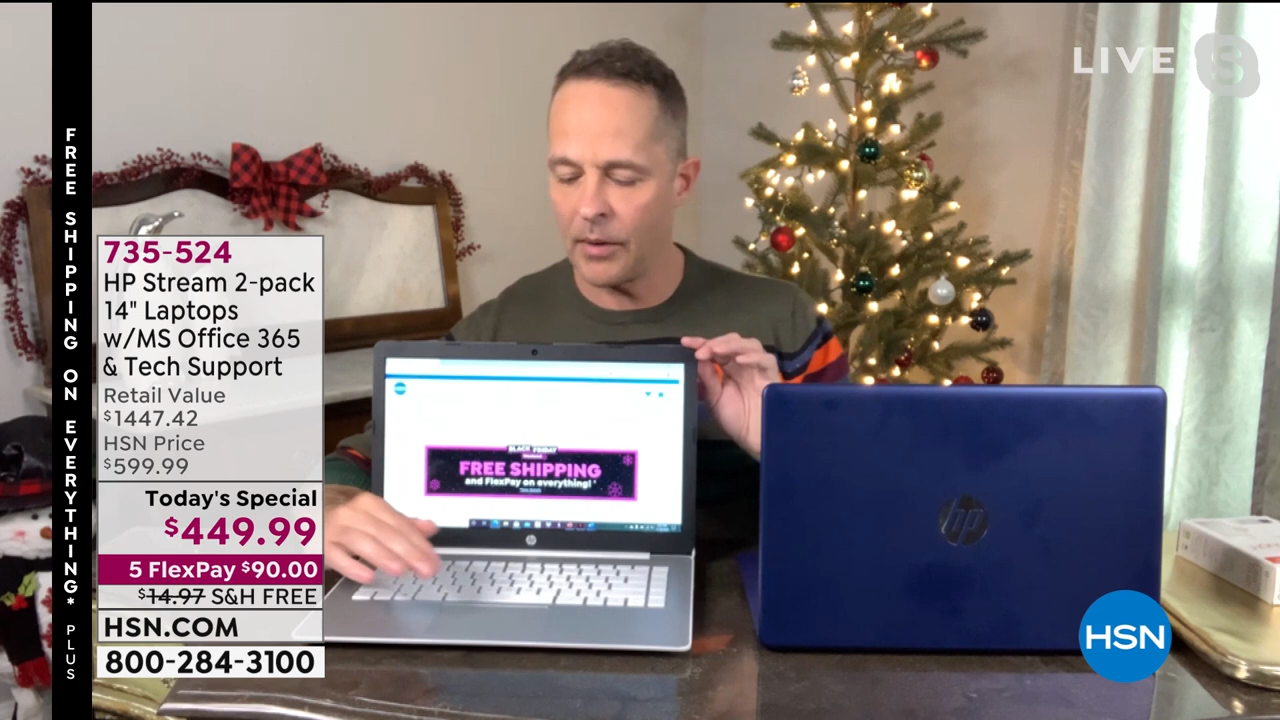 FREE SHIPPING ON EVERYTHING!* PLUS
LIVE S
735-524
HP Stream 2-pack
14" Laptops
w/MS Office 365
& Tech Support
Retail Value
$1447.42
HSN Price
$599.99
Today's Special
$449.99
5 FlexPay $90.00
$14.97 S&H FREE
HSN.COM
800-284-3100
BLACK FRIDAY
FREE SHIPPING
and FlexPay on everything!*
hp
hp
HSN